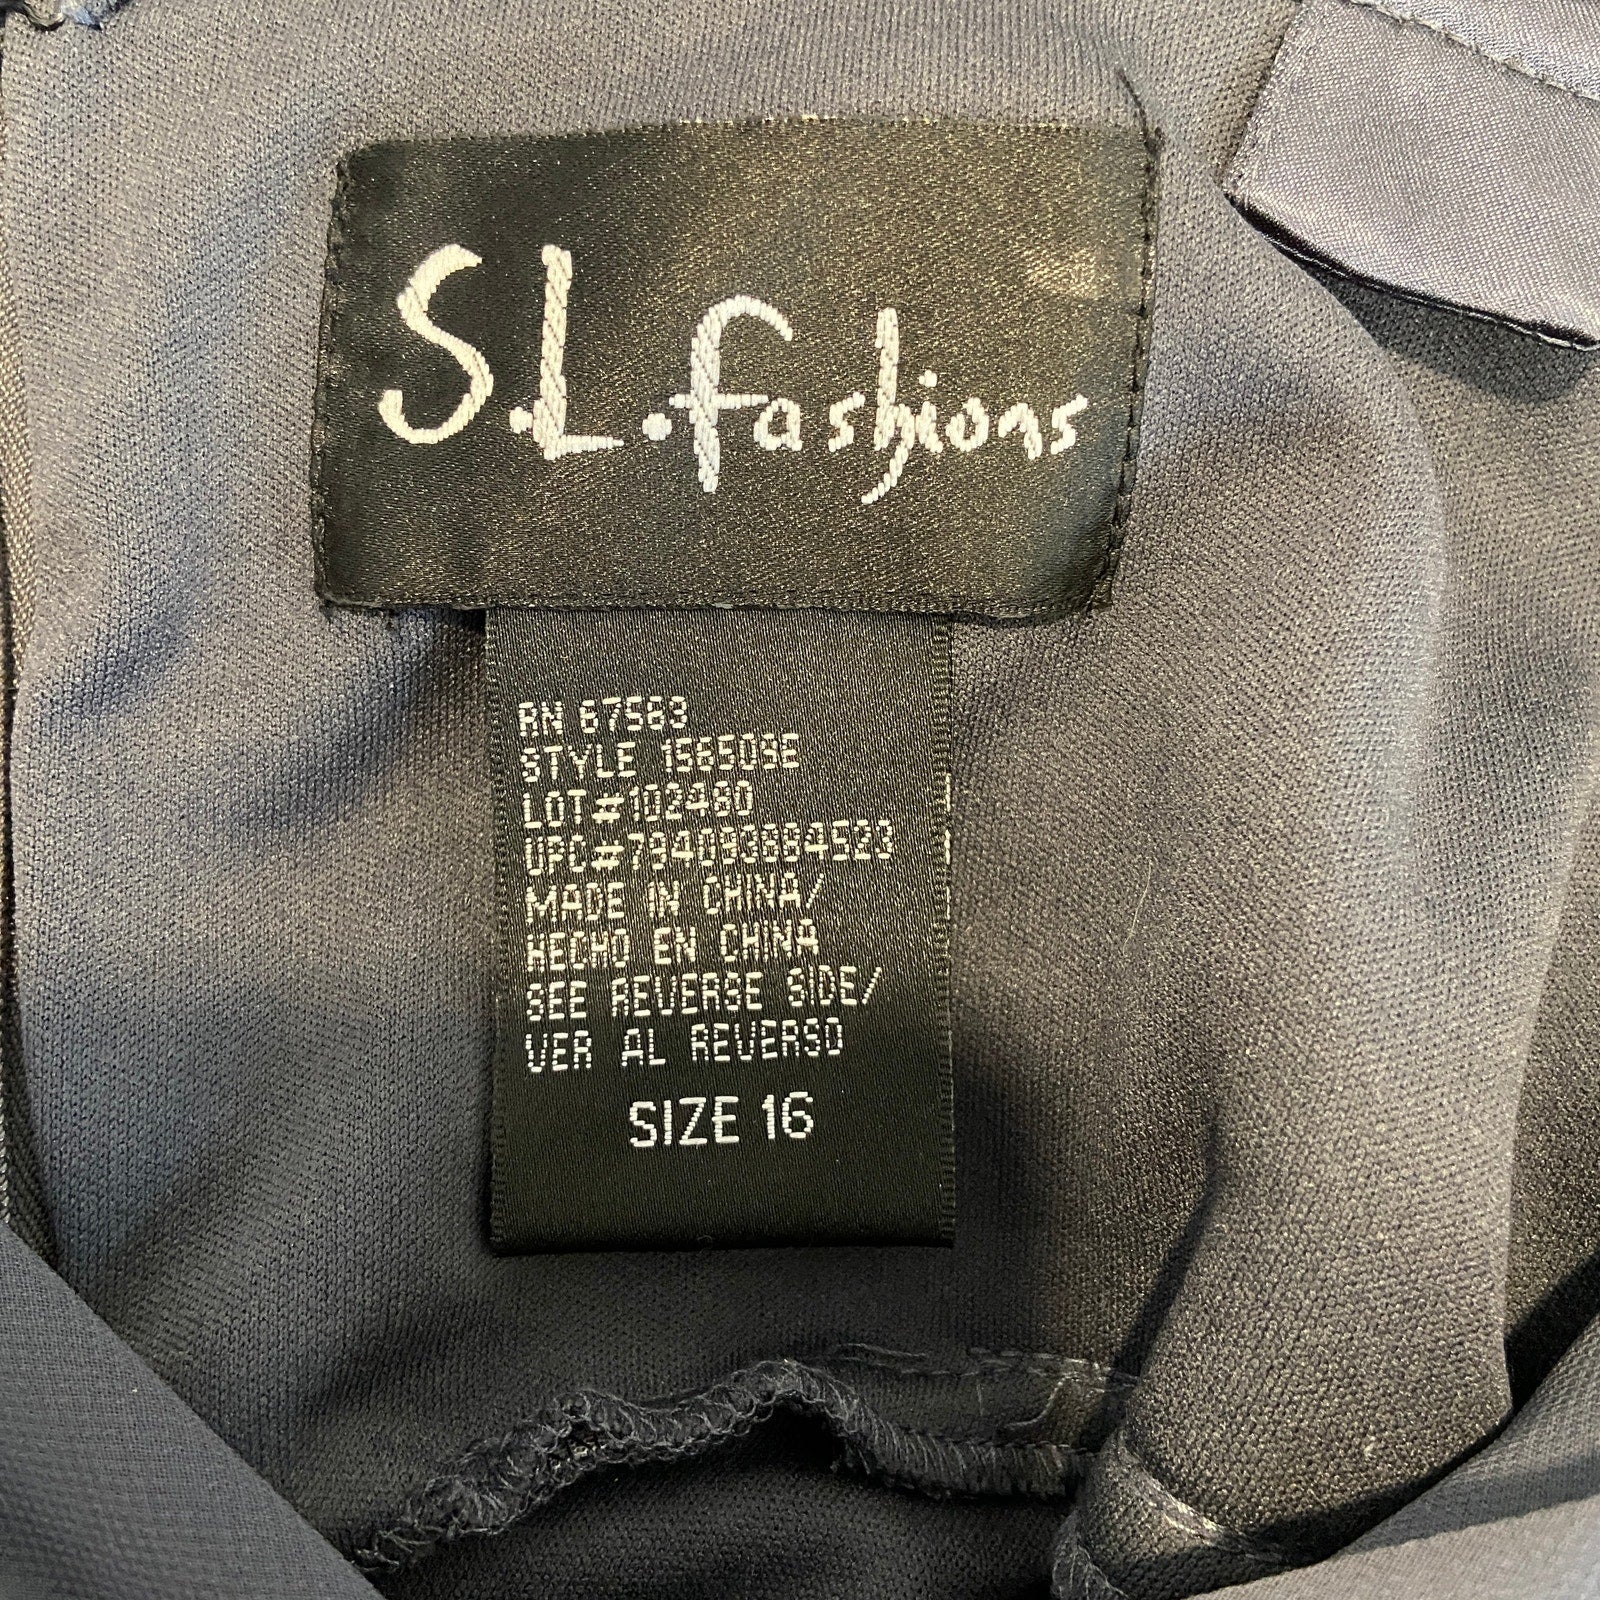 S.L.fashions
RN 67563
STYLE 156509E
LOT#102480
UPC#794093884523
MADE IN CHINA/
HECHO EN CHINA
SEE REVERSE SIDE/
VER AL REVERSO
SIZE 16